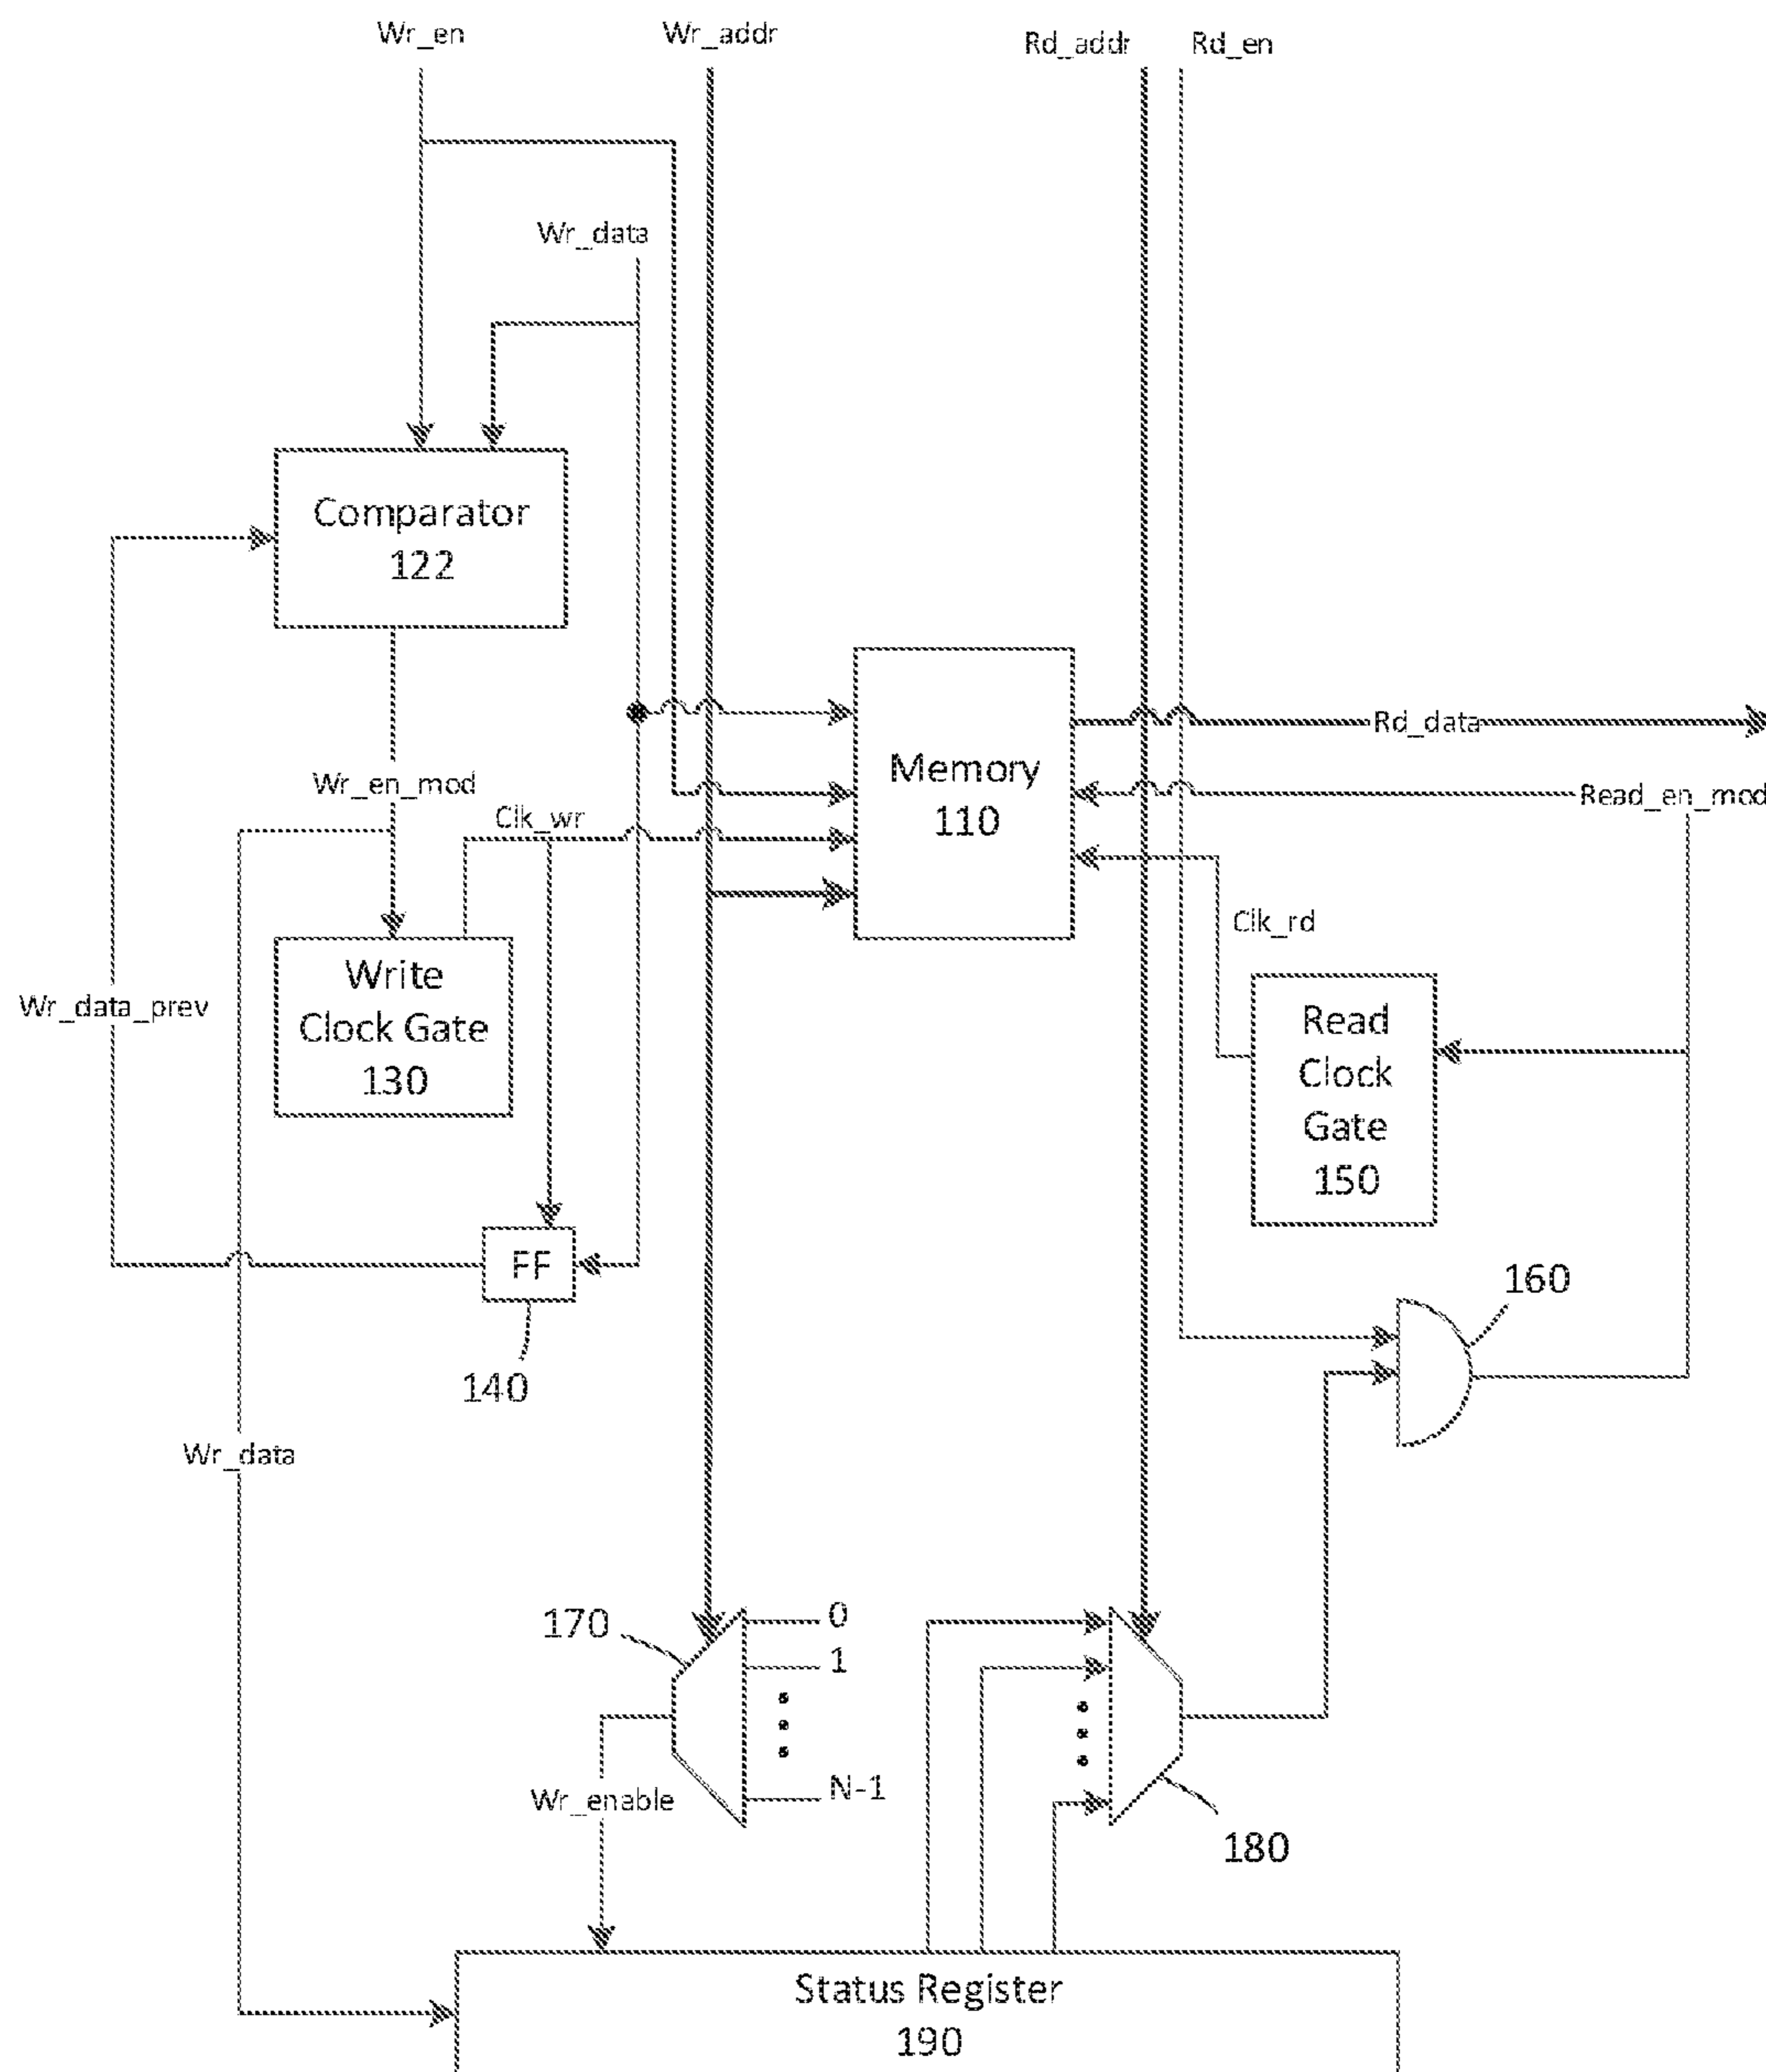 Wr_en
Wr_addr
Rd_addr
Rd_en
Wr_data
Comparator
122
Memory
110
Rd_data
Read_en_mod
Wr_en_mod
Clk_wr
Clk_rd
Write
Clock Gate
130
Wr_data_prev
Read
Clock
Gate
150
FF
140
160
Wr_data
170
0
1
N-1
Wr_enable
180
Status Register
190